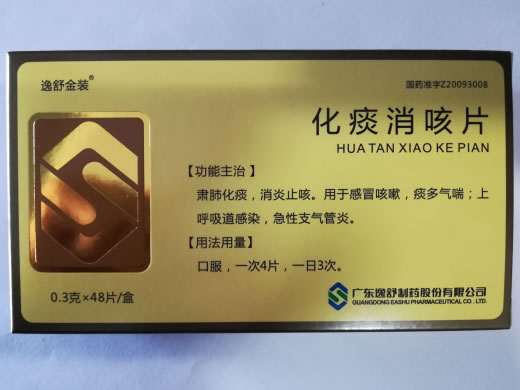 逸舒金装®
国药准字Z20093008
化痰消咳片
HUA TAN XIAO KE PIAN
【功能主治】
肃肺化痰，消炎止咳。用于感冒咳嗽，痰多气喘；上
呼吸道感染，急性支气管炎。
【用法用量】
口服，一次4片，一日3次。
0.3克×48片/盒
广东逸舒制药股份有限公司
GUANGDONG EASHU PHARMACEUTICAL CO., LTD.